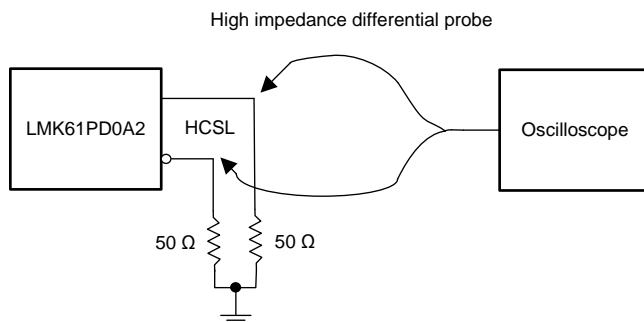 High impedance differential probe
LMK61PD0A2
HCSL
Oscilloscope
50 Ω
50 Ω